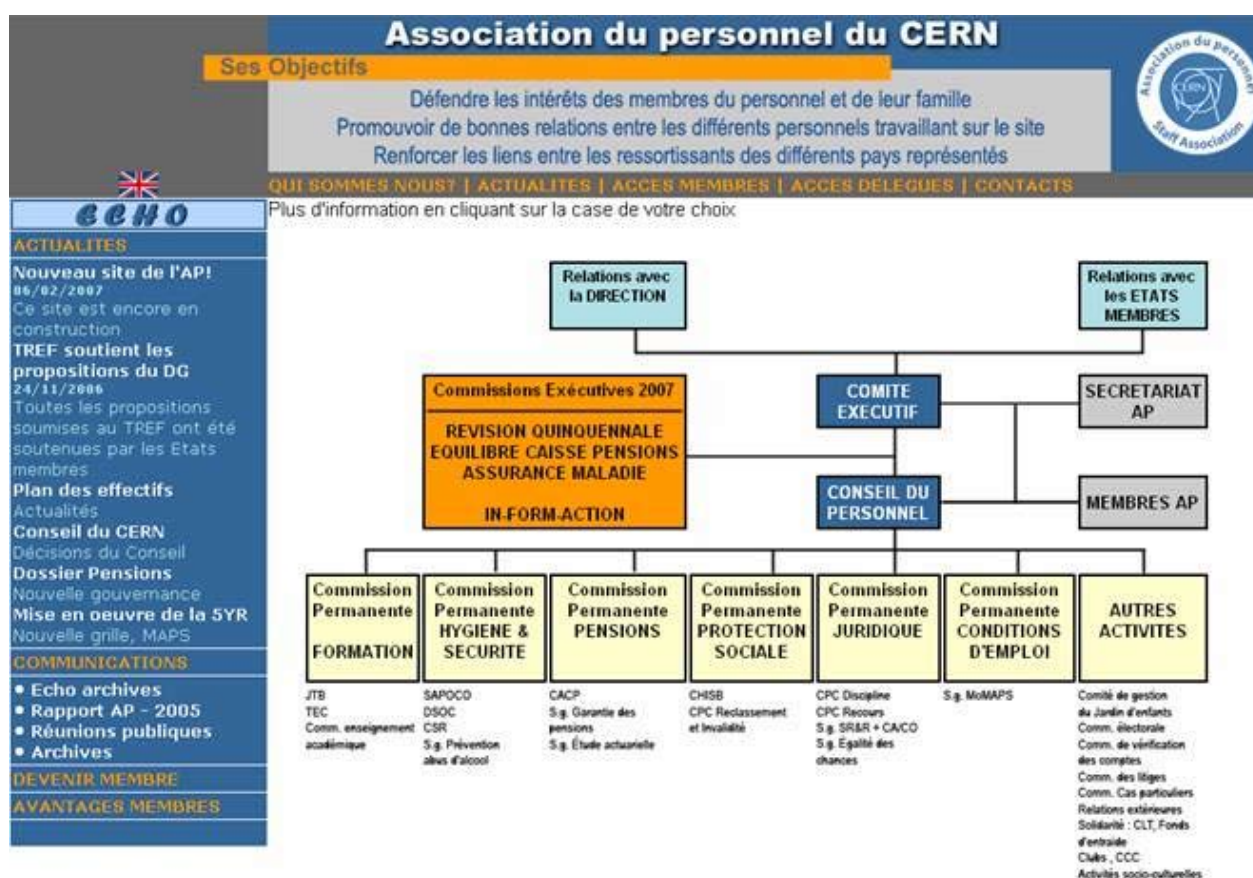 Association du personnel du CERN
Ses Objectifs
Défendre les intérêts des membres du personnel et de leur famille
Promouvoir de bonnes relations entre les différents personnels travaillant sur le site
Renforcer les liens entre les ressortissants des différents pays représentés
Association du personnel
CERN
Staff Association
QUI SOMMES NOUS? | ACTUALITES | ACCES MEMBRES | ACCES DELEGUES | CONTACTS
ECHO
ACTUALITES
Nouveau site de l'AP!
06/02/2007
Ce site est encore en
construction
TREF soutient les
propositions du DG
24/11/2006
Toutes les propositions
soumises au TREF ont été
soutenues par les Etats
membres
Plan des effectifs
Actualités
Conseil du CERN
Décisions du Conseil
Dossier Pensions
Nouvelle gouvernance
Mise en oeuvre de la 5YR
Nouvelle grille, MAPS
COMMUNICATIONS
• Echo archives
• Rapport AP - 2005
• Réunions publiques
• Archives
DEVENIR MEMBRE
AVANTAGES MEMBRES
Plus d'information en cliquant sur la case de votre choix
Relations avec
la DIRECTION
Relations avec
les ETATS
MEMBRES
Commissions Exécutives 2007
REVISION QUINQUENNALE
EQUILIBRE CAISSE PENSIONS
ASSURANCE MALADIE
IN-FORM-ACTION
COMITE
EXECUTIF
SECRETARIAT
AP
CONSEIL DU
PERSONNEL
MEMBRES AP
Commission
Permanente
FORMATION
Commission
Permanente
HYGIENE &
SECURITE
Commission
Permanente
PENSIONS
Commission
Permanente
PROTECTION
SOCIALE
Commission
Permanente
JURIDIQUE
Commission
Permanente
CONDITIONS
D'EMPLOI
AUTRES
ACTIVITES
JTB
TEC
Comm. enseignement
académique
SAPOCO
DSOC
CSR
S.g. Prévention
abus d'alcool
CACP
S.g. Garantie des
pensions
S.g. Étude actuarielle
CHISB
CPC Reclassement
et Invalidité
CPC Discipline
CPC Recours
S.g. SR&R + CA/CO
S.g. Égalité des
chances
S.g. MoMAPS
Comité de gestion
du Jardin d'enfants
Comm. électorale
Comm. de vérification
des comptes
Comm. des litiges
Comm. Cas particuliers
Relations extérieures
Solidarité : CLT, Fonds
d'entraide
Clubs , CCC
Activités socio-culturelles